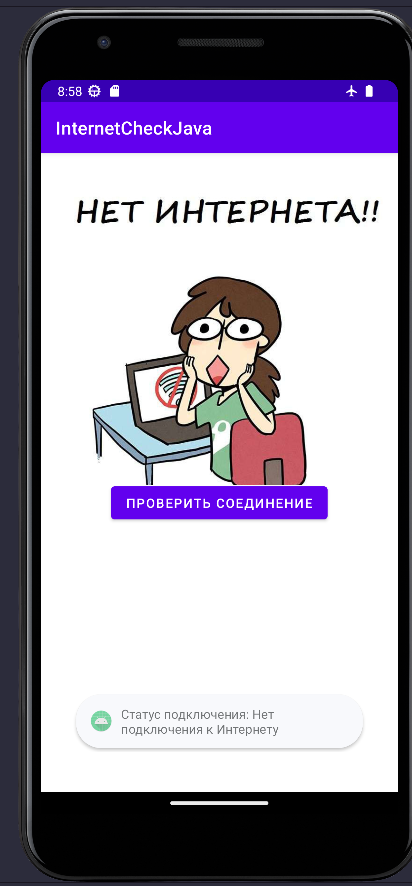 8:58
InternetCheckJava
НЕТ ИНТЕРНЕТА!!
ПРОВЕРИТЬ СОЕДИНЕНИЕ
Статус подключения: Нет
подключения к Интернету